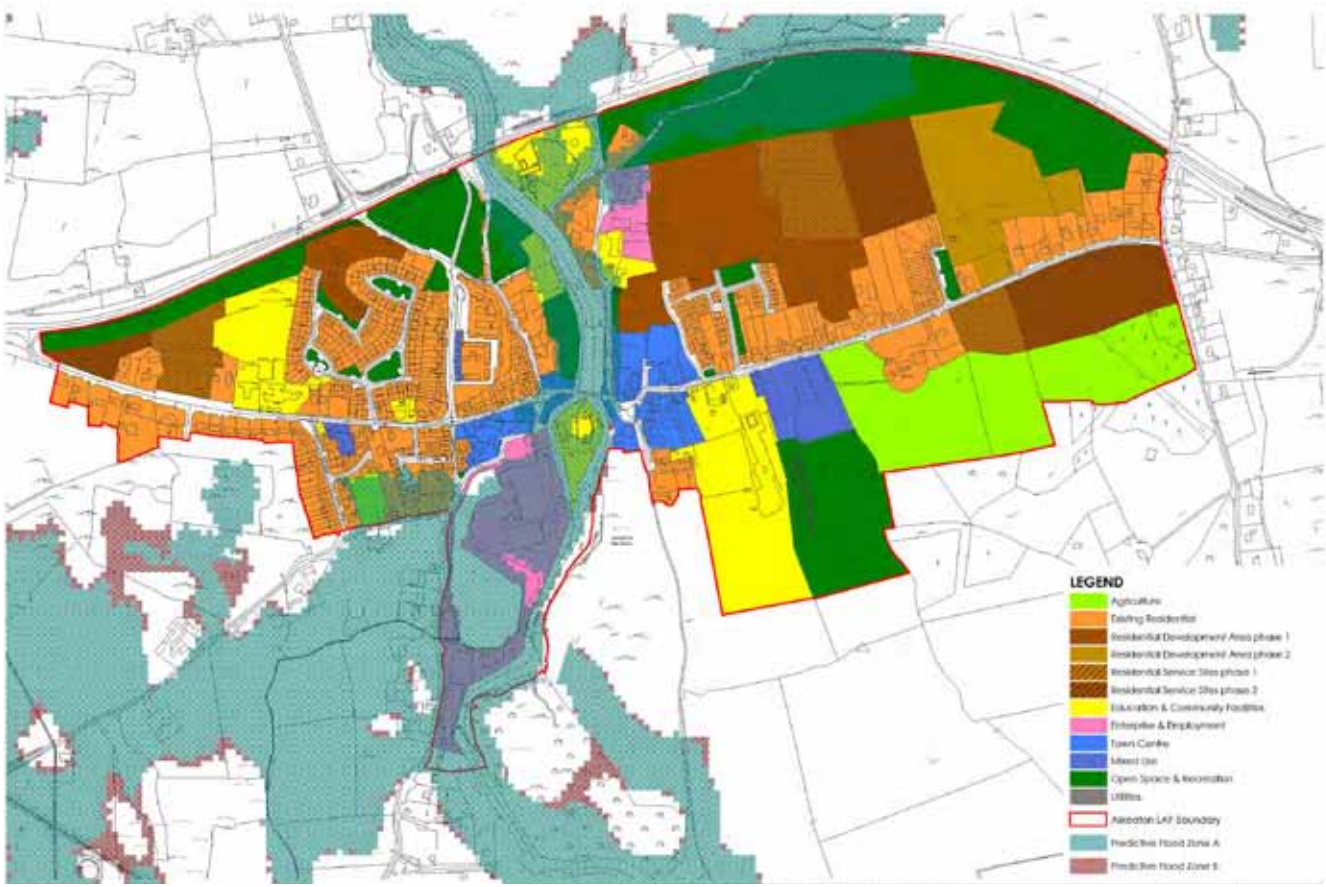 LEGEND
Agriculture
Existing Residential
Residential Development Area phase 1
Residential Development Area phase 2
Residential Service Sites phase 1
Residential Service Sites phase 2
Education & Community Facilities
Enterprise & Employment
Town Centre
Mixed Use
Open Space & Recreation
Utilities
Askeaton LAP Boundary
Predictive Flood Zone A
Predictive Flood Zone B